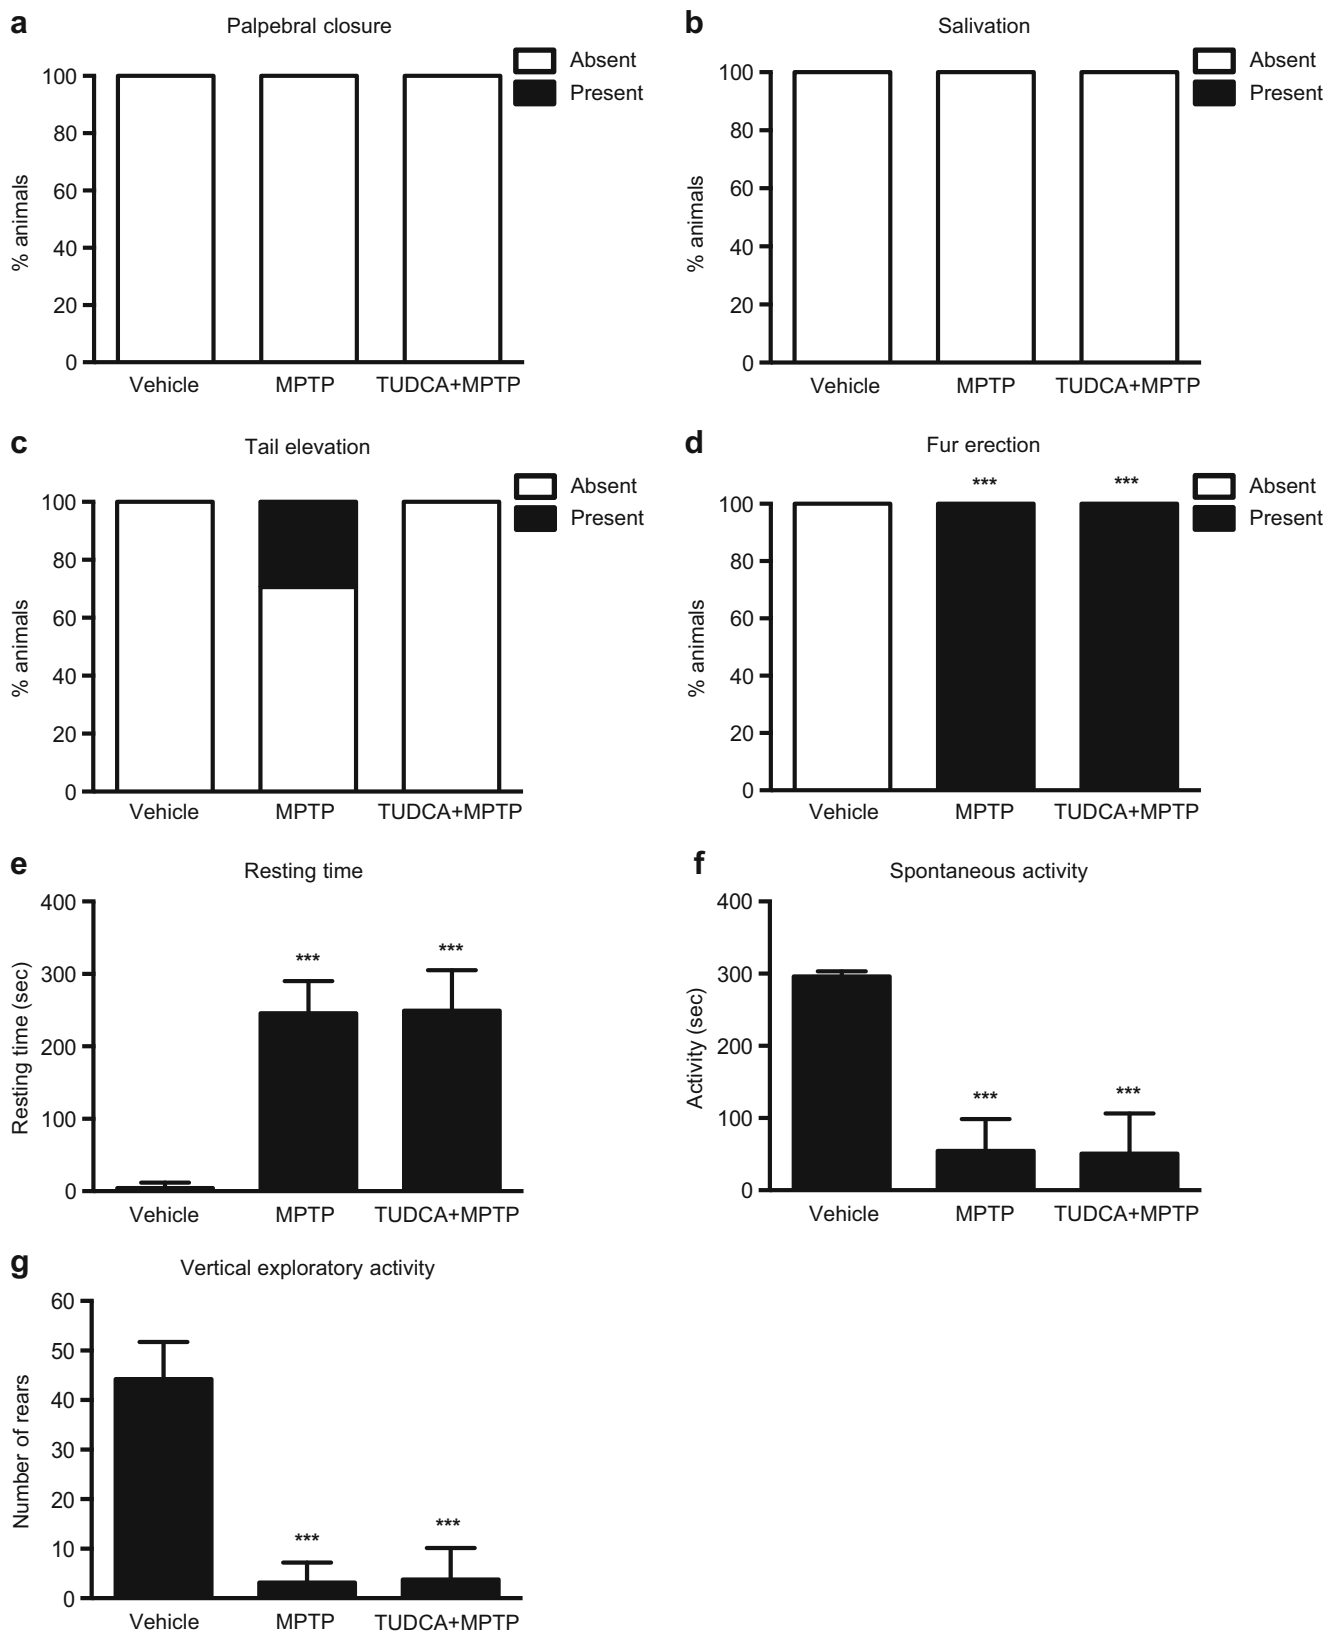 a
Palpebral closure
Absent
Present
100
80
60
40
20
0
% animals
Vehicle MPTP TUDCA+MPTP
b
Salivation
Absent
Present
100
80
60
40
20
0
% animals
Vehicle MPTP TUDCA+MPTP
c
Tail elevation
Absent
Present
100
80
60
40
20
0
% animals
Vehicle MPTP TUDCA+MPTP
d
Fur erection
*** ***
Absent
Present
100
80
60
40
20
0
% animals
Vehicle MPTP TUDCA+MPTP
e
Resting time
400
300
200
100
0
Resting time (sec)
*** ***
Vehicle MPTP TUDCA+MPTP
f
Spontaneous activity
400
300
200
100
0
Activity (sec)
*** ***
Vehicle MPTP TUDCA+MPTP
g
Vertical exploratory activity
60
50
40
30
20
10
0
Number of rears
*** ***
Vehicle MPTP TUDCA+MPTP